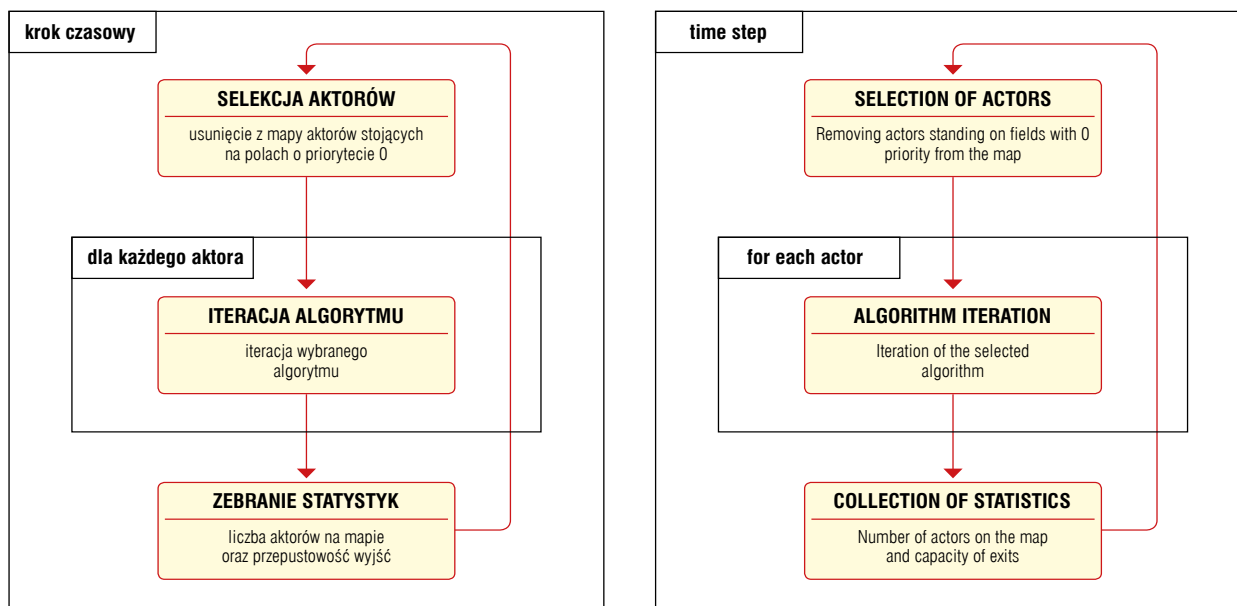 krok czasowy
SELEKCJA AKTORÓW
usunięcie z mapy aktorów stojących
na polach o priorytecie 0
dla każdego aktora
ITERACJA ALGORYTMU
iteracja wybranego
algorytmu
ZEBRANIE STATYSTYK
liczba aktorów na mapie
oraz przepustowość wyjść
time step
SELECTION OF ACTORS
Removing actors standing on fields with 0
priority from the map
for each actor
ALGORITHM ITERATION
Iteration of the selected
algorithm
COLLECTION OF STATISTICS
Number of actors on the map
and capacity of exits